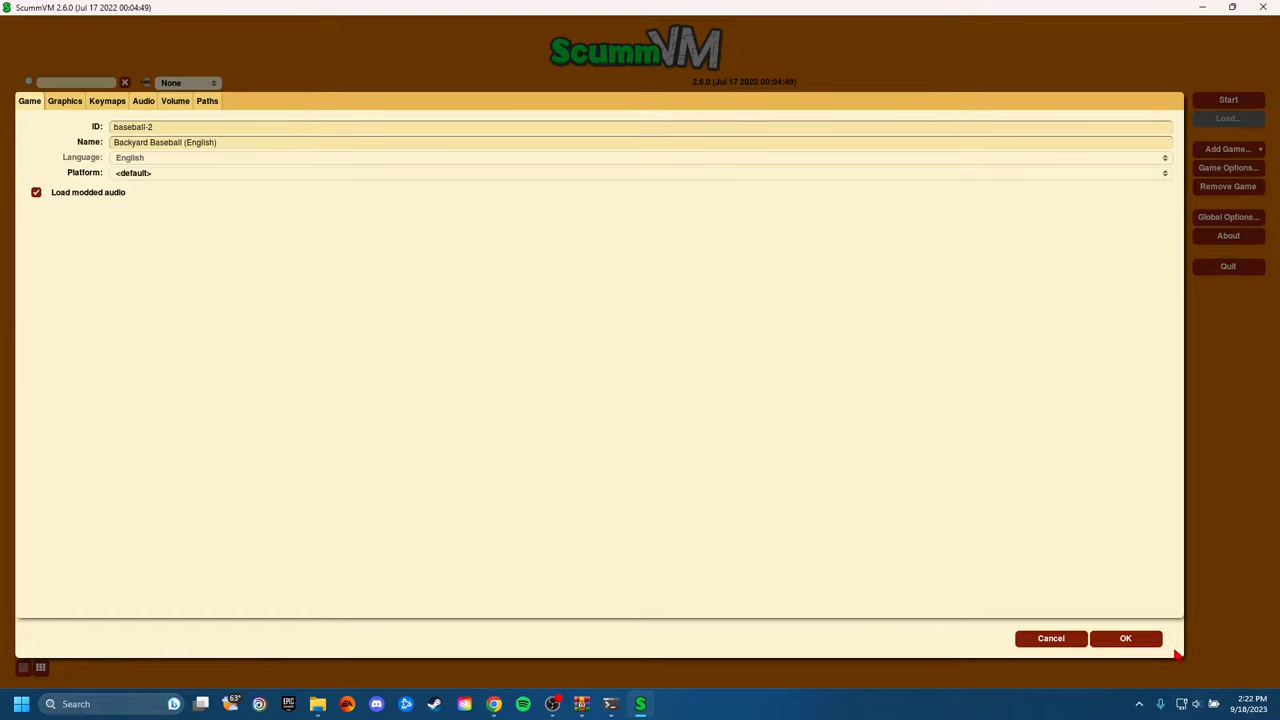 ScummVM 2.6.0 (Jul 17 2022 00:04:49)
ScummVM
None
2.6.0 (Jul 17 2022 00:04:49)
Game Graphics Keymaps Audio Volume Paths
ID: baseball-2
Name: Backyard Baseball (English)
Language: English
Platform: <default>
Load modded audio
Start
Load...
Add Game...
Game Options...
Remove Game
Global Options...
About
Quit
Cancel OK
Search
63°
EPIC
EA
2:22 PM
9/18/2023